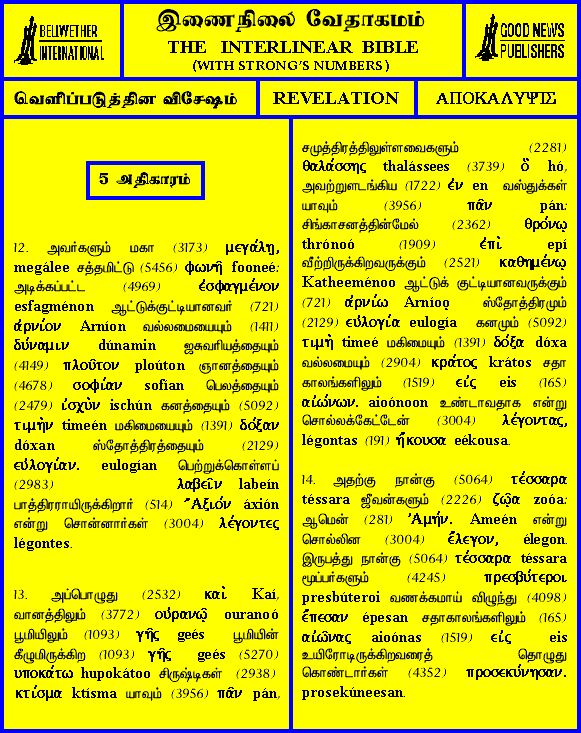 BELLWETHER
INTERNATIONAL
இணைநிலை வேதாகமம்
THE INTERLINEAR BIBLE
(WITH STRONG'S NUMBERS)
GOOD NEWS
PUBLISHERS
வெளிப்படுத்தின விசேஷம்
REVELATION
ΑΠΟΚΑΛΥΨΙΣ
5 அதிகாரம்
12. அவர்களும் மகா (3173) μεγάλῃ,
megálee சத்தமிட்டு (5456) φωνῇ fooneé;
அடிக்கப்பட்ட (4969) ἐσφαγμένον
esfagménon ஆட்டுக்குட்டியானவர் (721)
ἀρνίον Arníon வல்லமையையும் (1411)
δύναμιν dúnamin ஐசுவரியத்தையும்
(4149) πλοῦτον ploúton ஞானத்தையும்
(4678) σοφίαν sofían பெலத்தையும்
(2479) ἰσχὺν ischún கனத்தையும் (5092)
τιμὴν timeén மகிமையையும் (1391) δόξαν
dóxan ஸ்தோத்திரத்தையும் (2129)
εὐλογίαν. eulogían பெற்றுக்கொள்ளப்
(2983) λαβεῖν labeín
பாத்திரராயிருக்கிறார் (514) Ἄξιόν áxión
என்று சொன்னார்கள் (3004) λέγοντες
légontes.
13. அப்பொழுது (2532) καὶ Kaí,
வானத்திலும் (3772) οὐρανῷ ouranoó
பூமியிலும் (1093) γῆς geés பூமியின்
கீழுமிருக்கிற (1093) γῆς geés (5270)
υποκάτω hupokátoo சிருஷ்டிகள் (2938)
κτίσμα ktísma யாவும் (3956) πᾶν pán,
சமுத்திரத்திலுள்ளவைகளும் (2281)
θαλάσσης thalássees (3739) ὃ hó,
அவற்றுளடங்கிய (1722) ἐν en வஸ்துக்கள்
யாவும் (3956) πᾶν pán;
சிங்காசனத்தின்மேல் (2362) θρόνῳ
thrónoó (1909) ἐπὶ epí
வீற்றிருக்கிறவருக்கும் (2521) καθημένῳ
Katheeménoo ஆட்டுக் குட்டியானவருக்கும்
(721) ἀρνίω Arníoo ஸ்தோத்திரமும்
(2129) εὐλογία eulogía கனமும் (5092)
τιμὴ timeé மகிமையும் (1391) δόξα dóxa
வல்லமையும் (2904) κράτος krátos சதா
காலங்களிலும் (1519) εἰς eis (165)
αἰώνων. aioónoon உண்டாவதாக என்று
சொல்லக்கேட்டேன் (3004) λέγοντας,
légontas (191) ἤκουσα eékousa.
14. அதற்கு நான்கு (5064) τέσσαρα
téssara ஜீவன்களும் (2226) ζῷα zoóa;
ஆமென் (281) Ἀμήν. Ameén என்று
சொல்லின (3004) ἔλεγον, élegon.
இருபத்து நான்கு (5064) τέσσαρα téssara
மூப்பர்களும் (4245) πρεσβύτεροι
presbúteroi வணக்கமாய் விழுந்து (4098)
ἔπεσαν épesan சதாகாலங்களிலும் (165)
αἰῶνας aioónas (1519) εἰς eis
உயிரோடிருக்கிறவரைத் தொழுது
கொண்டார்கள் (4352) προσεκύνησαν.
prosekúneesan.